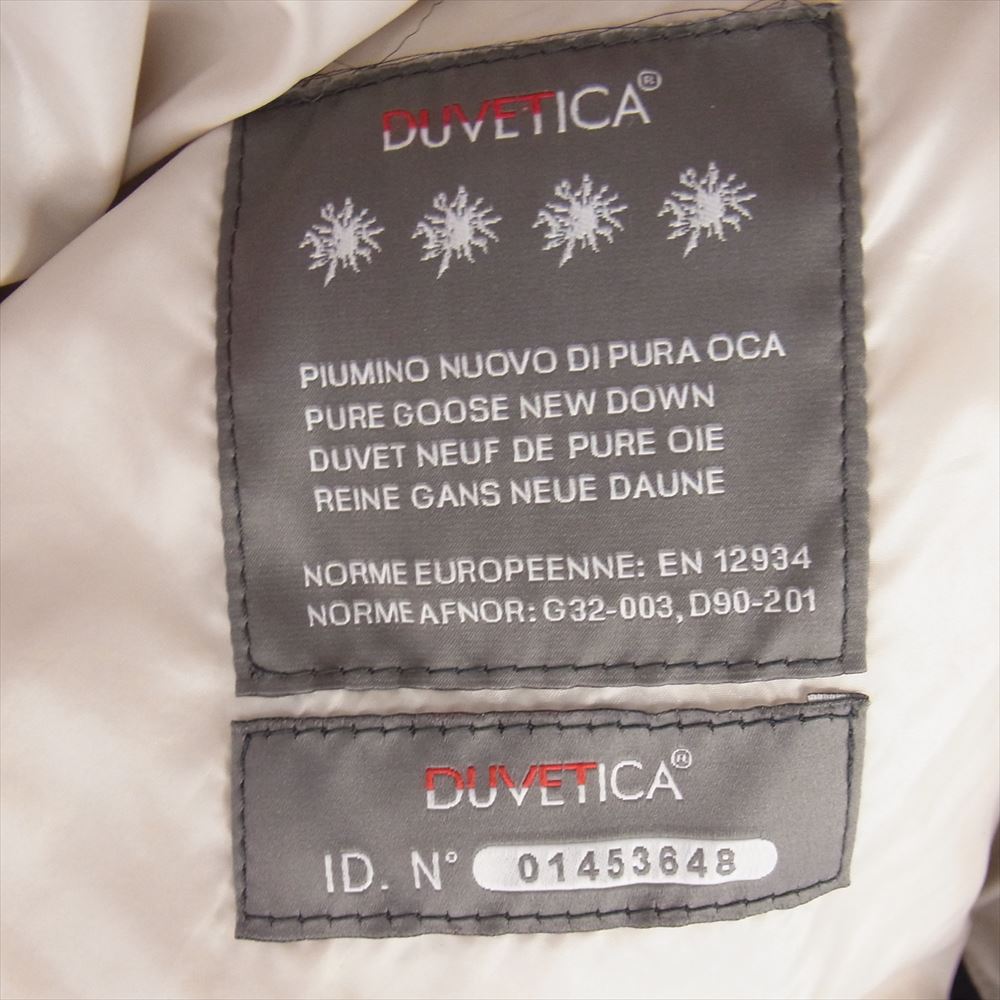 DUVETICA®
PIUMINO NUOVO DI PURA OCA
PURE GOOSE NEW DOWN
DUVET NEUF DE PURE OIE
REINE GANS NEUE DAUNE
NORME EUROPEENNE: EN 12934
NORME AFNOR: G32-003, D90-201
DUVETICA®
ID. N° 01453648